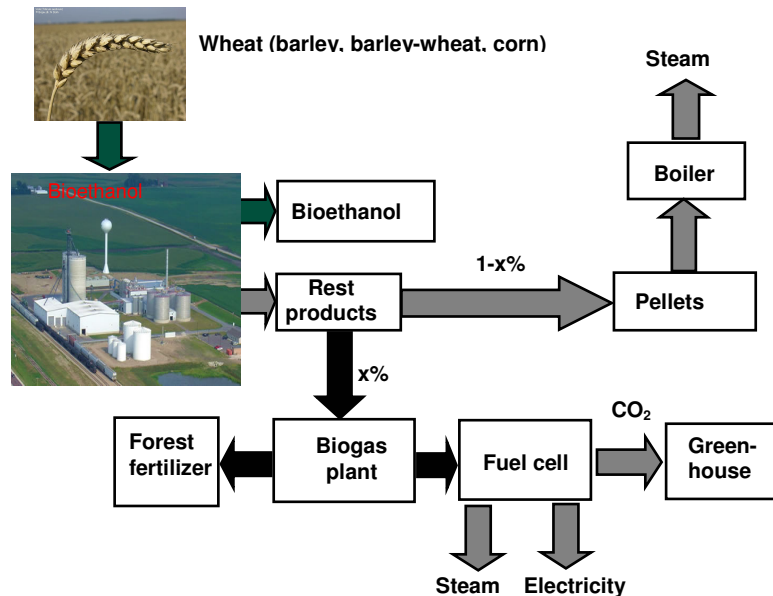 Wheat (barley, barley-wheat, corn)
Steam
Boiler
Bioethanol
Bioethanol
1-x%
Rest
products
Pellets
x%
CO₂
Forest
fertilizer
Biogas
plant
Fuel cell
Green-
house
Steam
Electricity